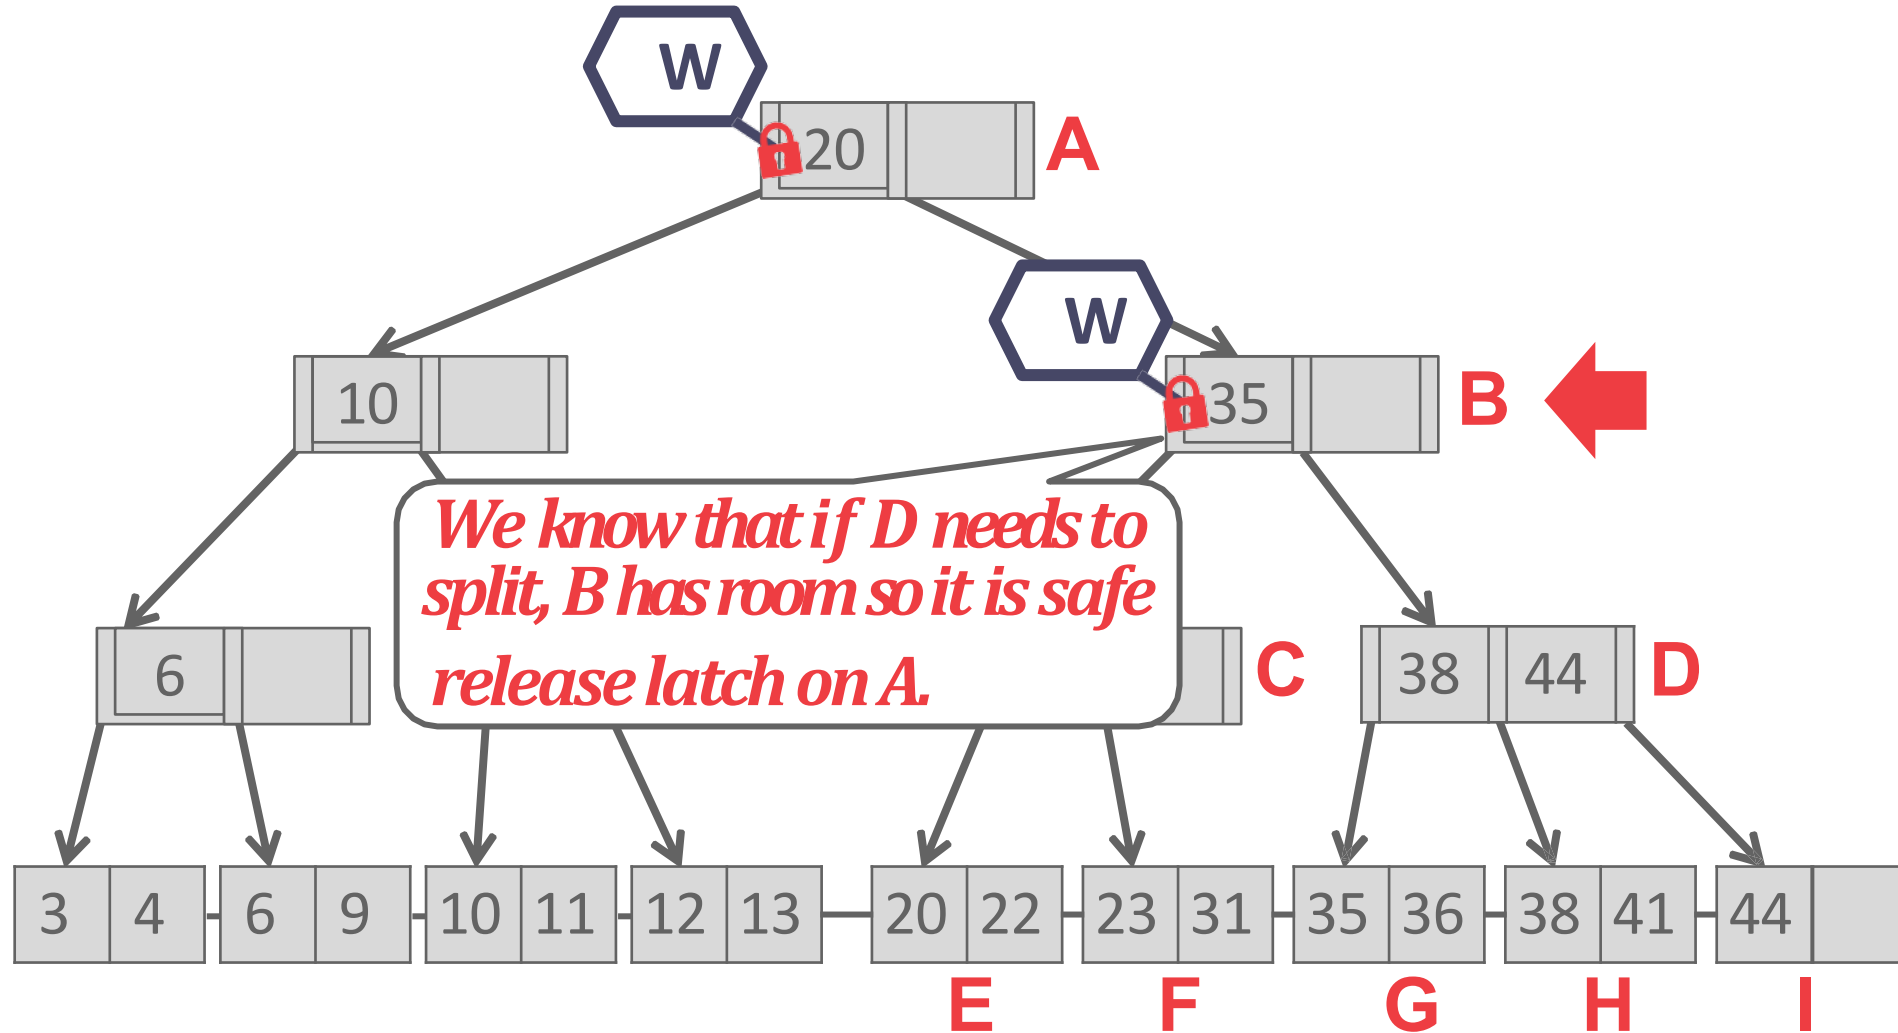 W
20
A
W
10
35
B
We know that if D needs to
split, B has room so it is safe
release latch on A.
6
C
38 44
D
3 4 6 9 10 11 12 13 20 22 23 31 35 36 38 41 44
E F G H I